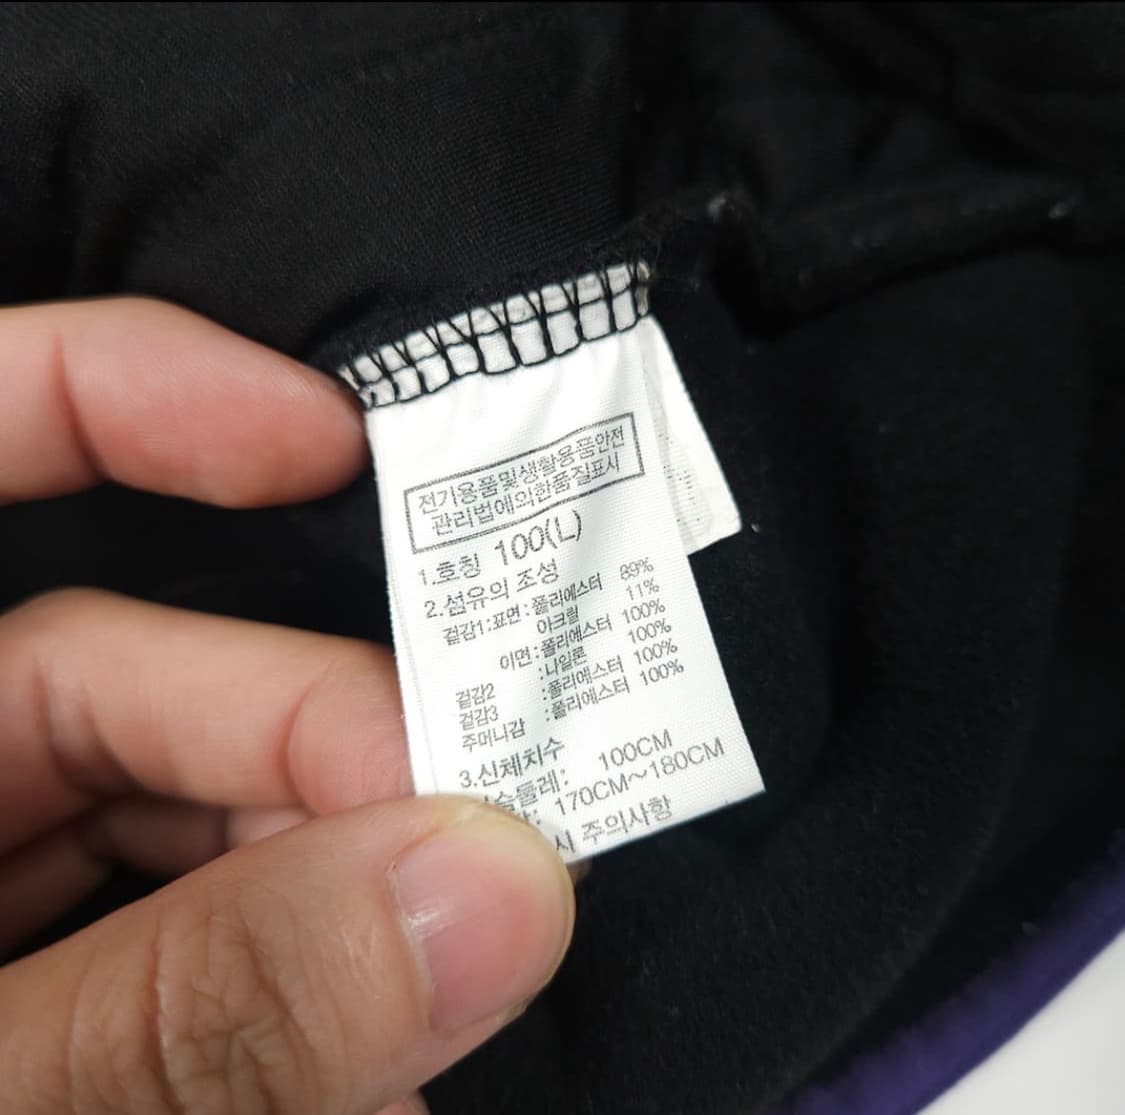 전기용품및생활용품안전
관리법에의한품질표시
1.호칭 100(L)
2.섬유의 조성
겉감1:표면:폴리에스터 89%
아크릴 11%
이면:폴리에스터 100%
겉감2 :나일론 100%
겉감3 :폴리에스터 100%
주머니감 :폴리에스터 100%
3.신체치수
슴둘레: 100CM
: 170CM~180CM
시 주의사항